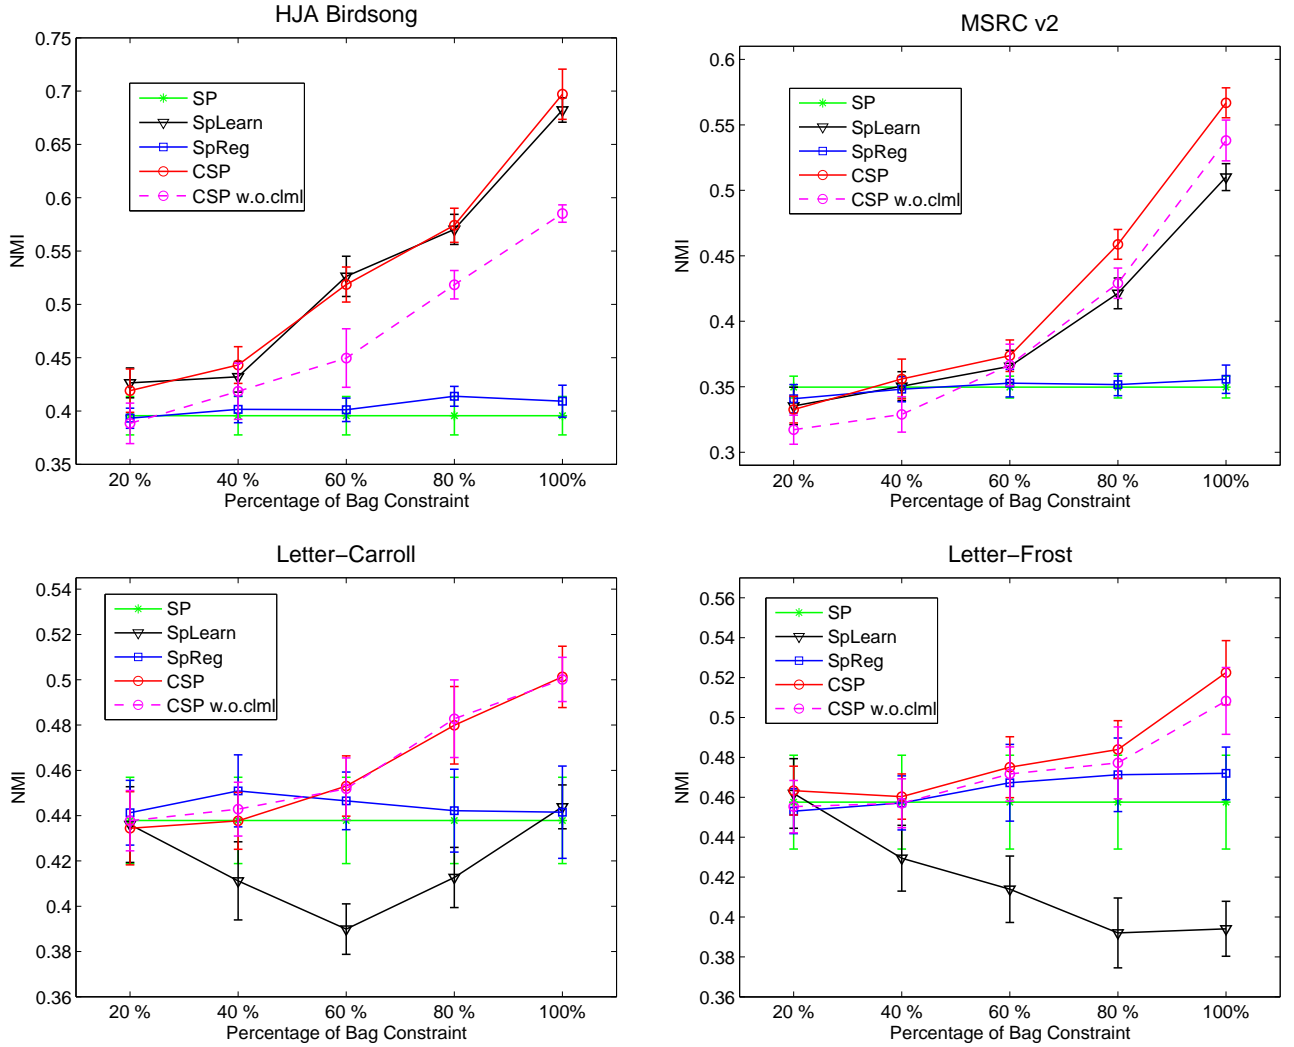 HJA Birdsong
0.75
0.7
0.65
0.6
0.55
0.5
0.45
0.4
0.35
NMI
SP
SpLearn
SpReg
CSP
CSP w.o.clml
20 % 40 % 60 % 80 % 100%
Percentage of Bag Constraint
MSRC v2
0.6
0.55
0.5
0.45
0.4
0.35
0.3
NMI
SP
SpLearn
SpReg
CSP
CSP w.o.clml
20 % 40 % 60 % 80 % 100%
Percentage of Bag Constraint
Letter−Carroll
0.54
0.52
0.5
0.48
0.46
0.44
0.42
0.4
0.38
0.36
NMI
SP
SpLearn
SpReg
CSP
CSP w.o.clml
20 % 40 % 60 % 80 % 100%
Percentage of Bag Constraint
Letter−Frost
0.56
0.54
0.52
0.5
0.48
0.46
0.44
0.42
0.4
0.38
0.36
NMI
SP
SpLearn
SpReg
CSP
CSP w.o.clml
20 % 40 % 60 % 80 % 100%
Percentage of Bag Constraint